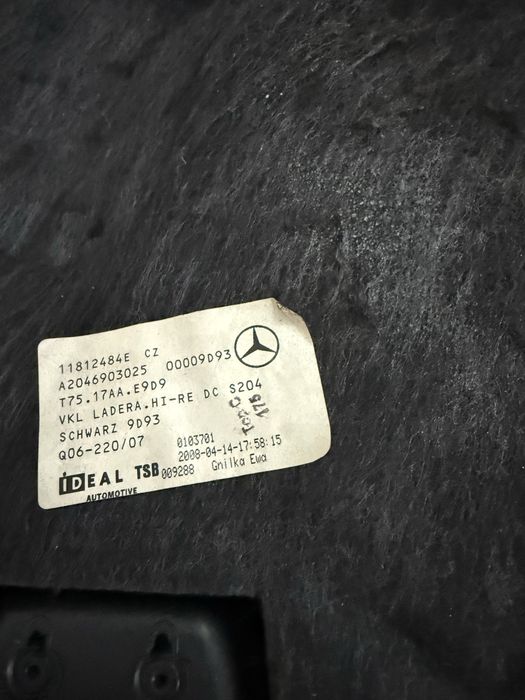 11812484E CZ
A2046903025 00009D93
T75.17AA.E9D9
VKL LADERA.HI-RE DC S204
SCHWARZ 9D93
Q06-220/07 0103701
2008-04-14-17:58:15
iDEAL TSB 009288 Gnilka Ewa
AUTOMOTIVE